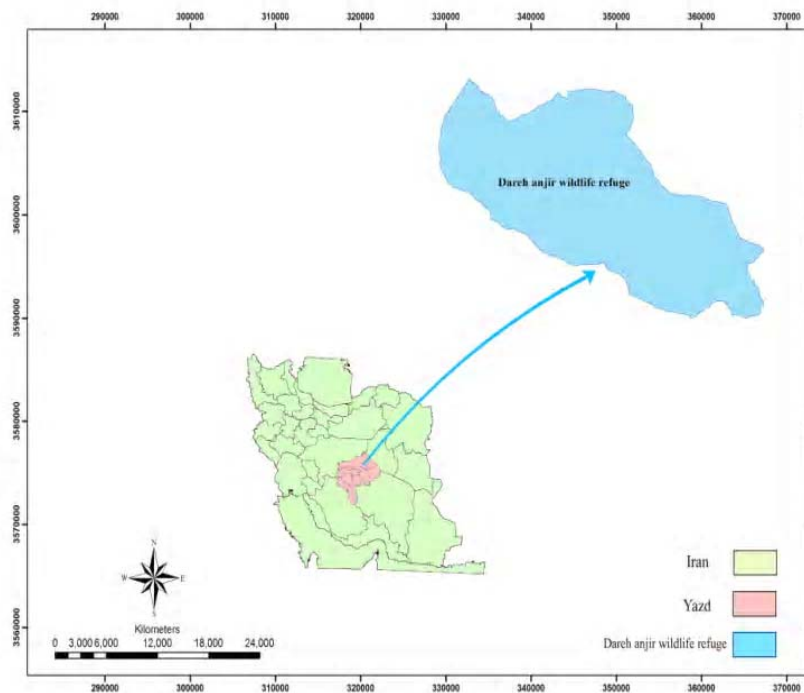 290000 300000 310000 320000 330000 340000 350000 360000 370000
3610000
3600000
3590000
3580000
3570000
3560000
Dareh anjir wildlife refuge
N
W E
S
Kilometers
0 3,000 6,000 12,000 18,000 24,000
Iran
Yazd
Dareh anjir wildlife refuge
290000 300000 310000 320000 330000 340000 350000 360000 370000